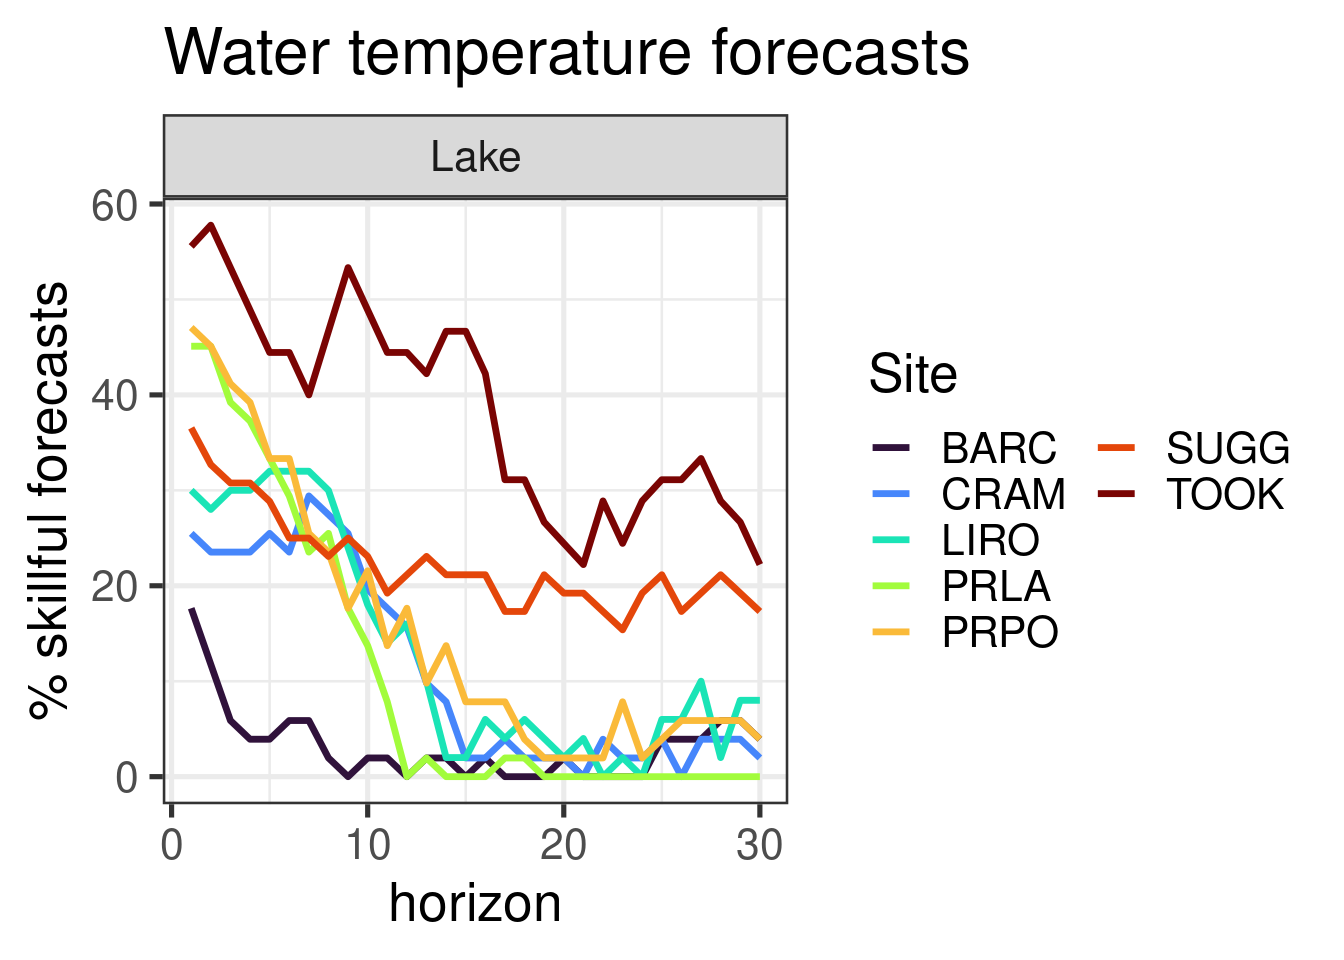 Water temperature forecasts
Lake
60
40
20
0
% skillful forecasts
0 10 20 30
horizon
Site
BARC SUGG
CRAM TOOK
LIRO
PRLA
PRPO